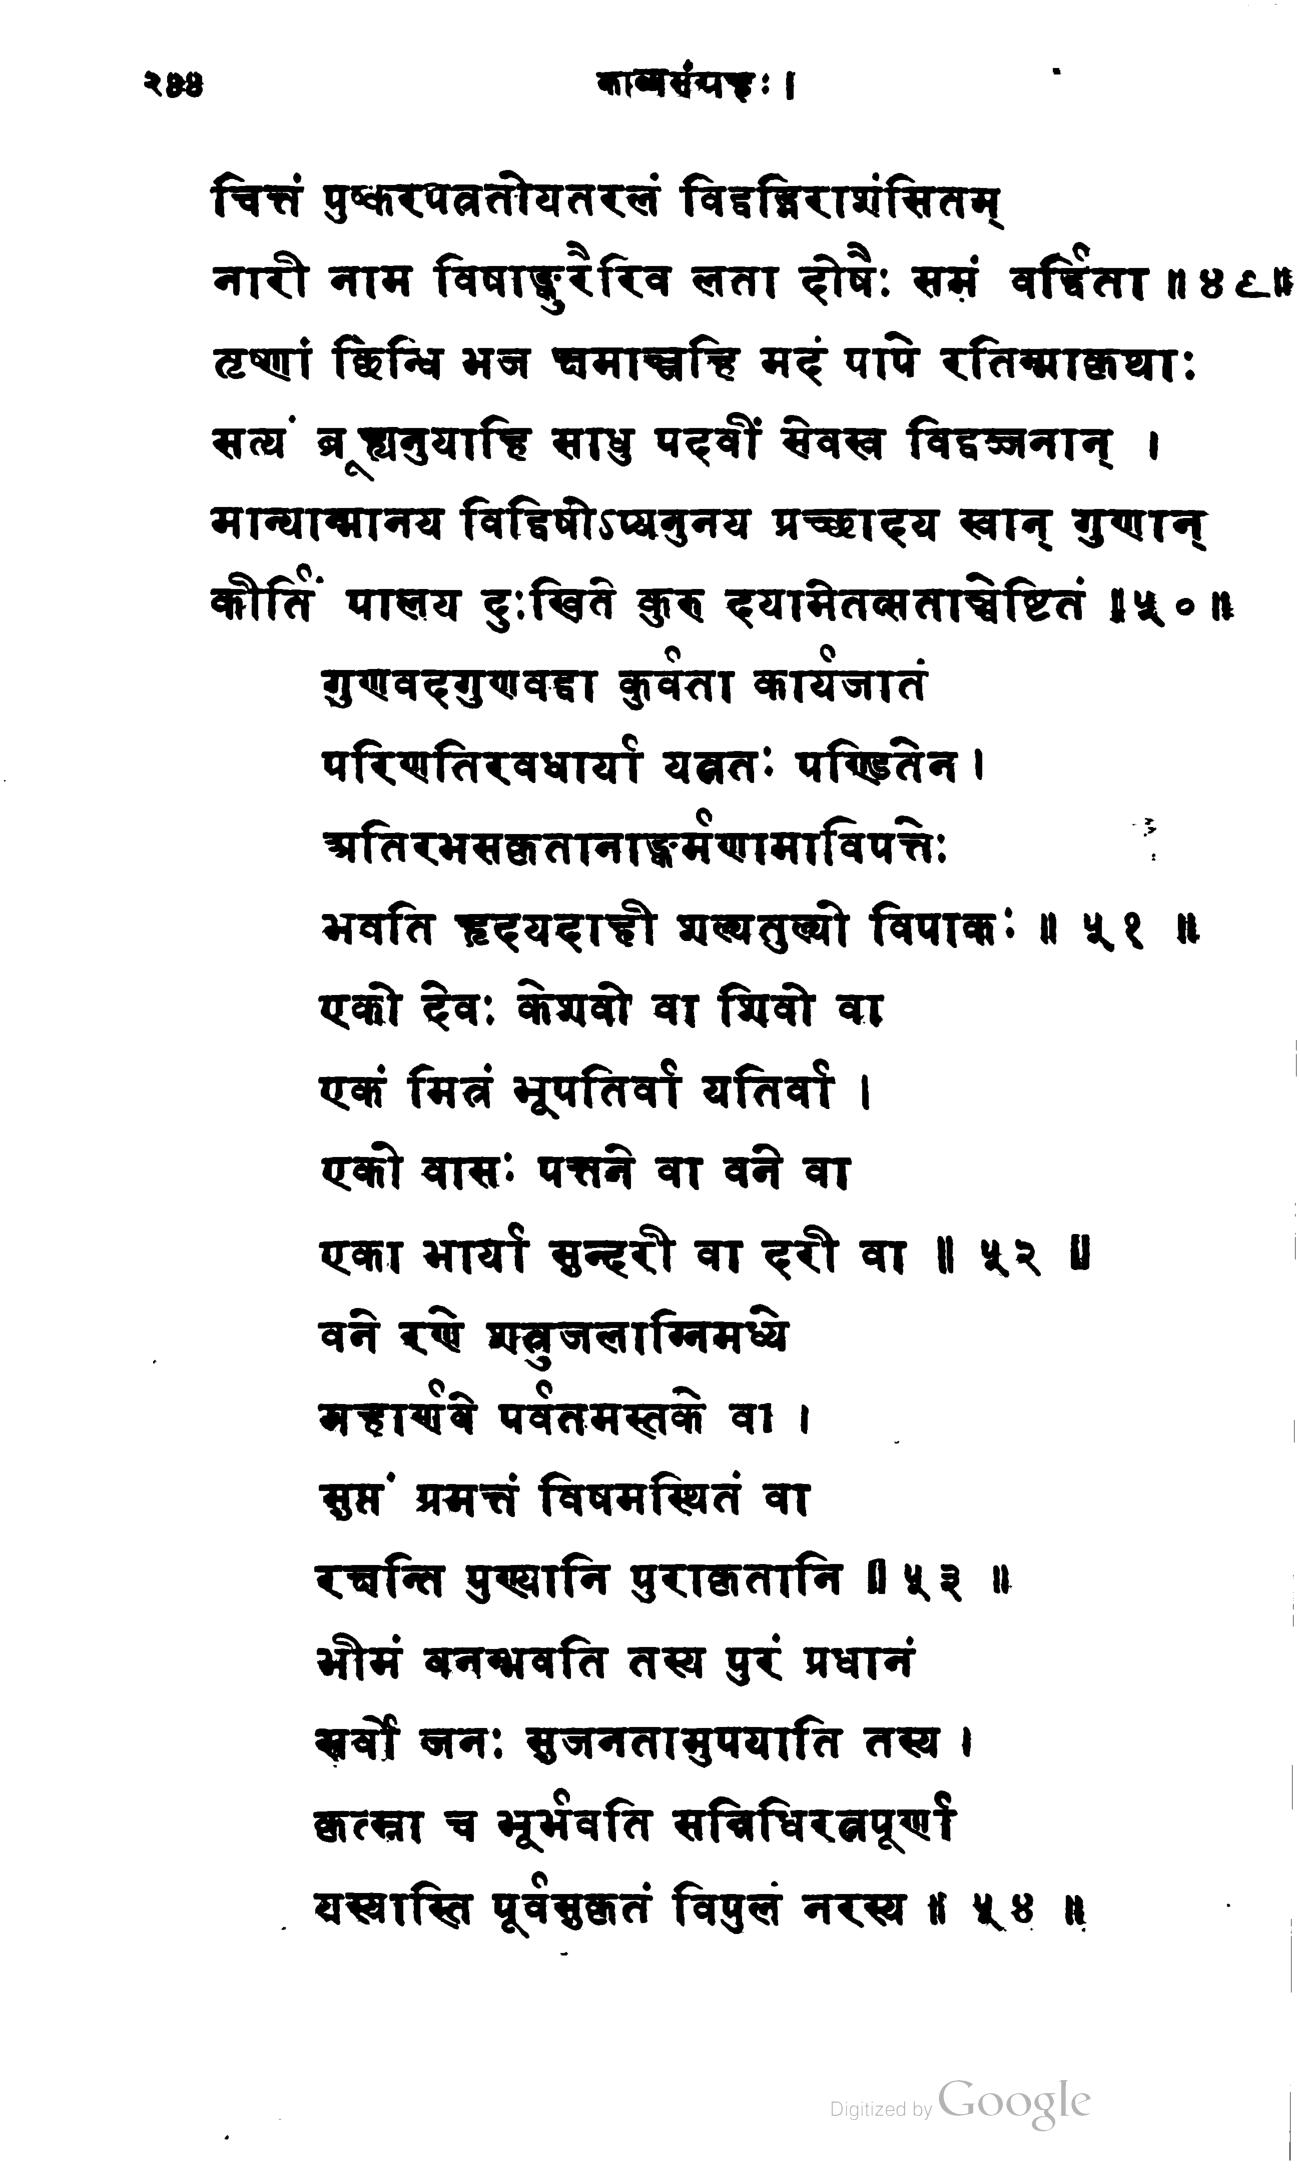 २७४ काव्यसंग्रहः ।
चित्तं पुष्करपत्रतोयतरलं विद्वद्भिराशंसितम्
नारी नाम विषाङ्कुरैरिव लता दोषैः समं वर्द्धिता ॥ ४९॥
तृष्णां छिन्धि भज क्षमाञ्जहि मदं पापे रतिम्माकृथाः
सत्यं ब्रूह्यनुयाहि साधु पदवीं सेवस्व विद्वज्जनान् ।
मान्यान्मानय विद्विषोऽप्यनुनय प्रच्छादय स्वान् गुणान्
कीर्तिं पालय दुःखिते कुरु दयामेतत्सताञ्चेष्टितं ॥५०॥
गुणवदगुणवद्वा कुर्वता कार्यजातं
परिणतिरवधार्या यत्नतः पण्डितेन ।
अतिरभसकृतानाङ्कर्मणामाविपत्तेः
भवति हृदयदाही शल्यतुल्यो विपाकः ॥ ५१ ॥
एको देवः केशवो वा शिवो वा
एकं मित्रं भूपतिर्वा यतिर्वा ।
एको वासः पत्तने वा वने वा
एका भार्या सुन्दरी वा दरी वा ॥ ५२ ॥
वने रणे शत्रुजलाग्निमध्ये
महार्णवे पर्वतमस्तके वा ।
सुप्तं प्रमत्तं विषमस्थितं वा
रक्षन्ति पुण्यानि पुराकृतानि ॥ ५३ ॥
भीमं वनम्भवति तस्य पुरं प्रधानं
सर्वो जनः सुजनतामुपयाति तस्य ।
कृत्स्ना च भूर्भवति सन्निधिरत्नपूर्णा
यस्यास्ति पूर्वसुकृतं विपुलं नरस्य ॥ ५४ ॥
Digitized by Google